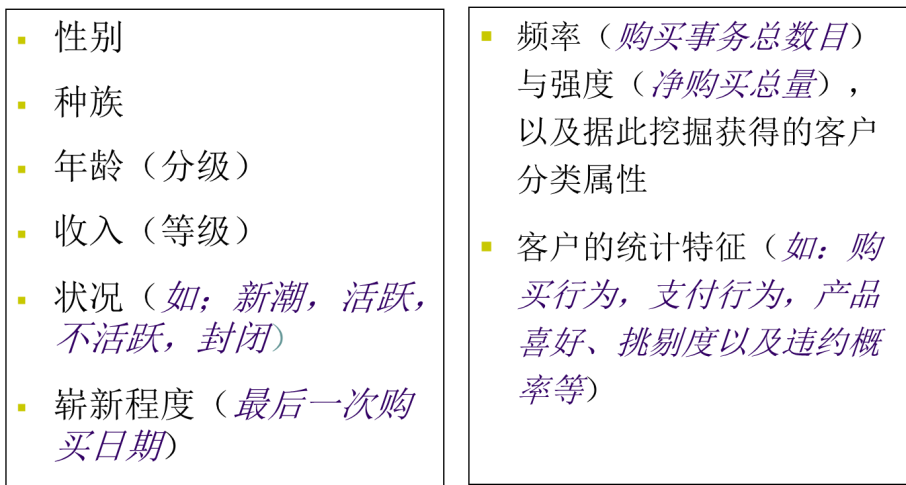 性别
种族
年龄（分级）
收入（等级）
状况（如；新潮，活跃，
不活跃，封闭）
崭新程度（最后一次购
买日期）
频率（购买事务总数目）
与强度（净购买总量），
以及据此挖掘获得的客户
分类属性
客户的统计特征（如：购
买行为，支付行为，产品
喜好、挑剔度以及违约概
率等）